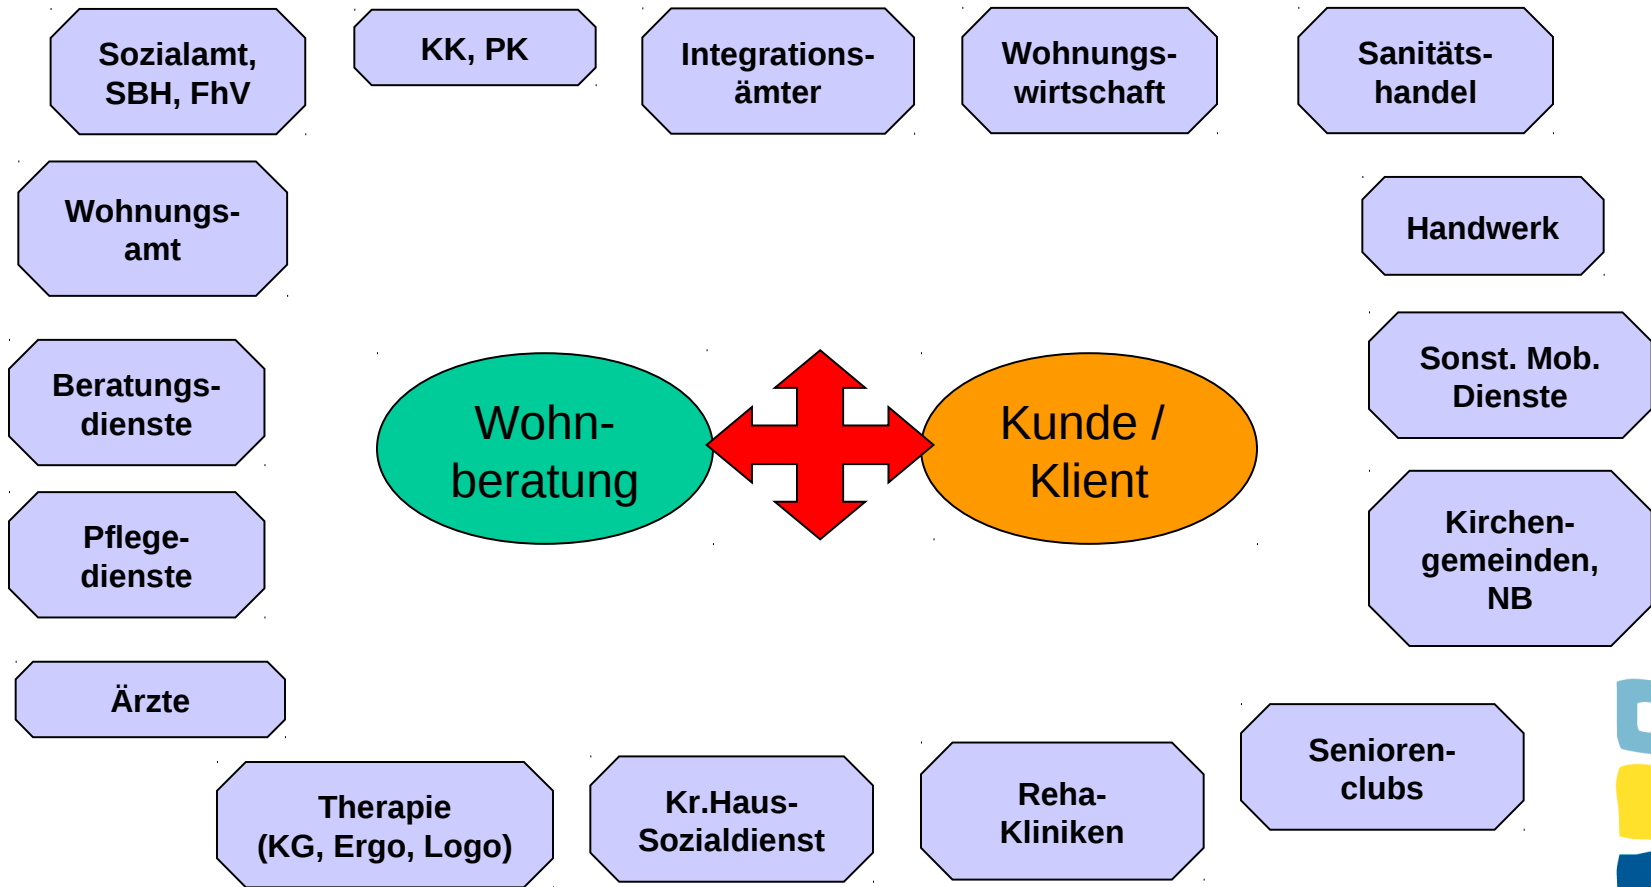 Sozialamt,
SBH, FhV
KK, PK
Integrations-
ämter
Wohnungs-
wirtschaft
Sanitäts-
handel
Wohnungs-
amt
Handwerk
Beratungs-
dienste
Wohn-
beratung
Kunde /
Klient
Sonst. Mob.
Dienste
Pflege-
dienste
Kirchen-
gemeinden,
NB
Ärzte
Therapie
(KG, Ergo, Logo)
Kr.Haus-
Sozialdienst
Reha-
Kliniken
Senioren-
clubs